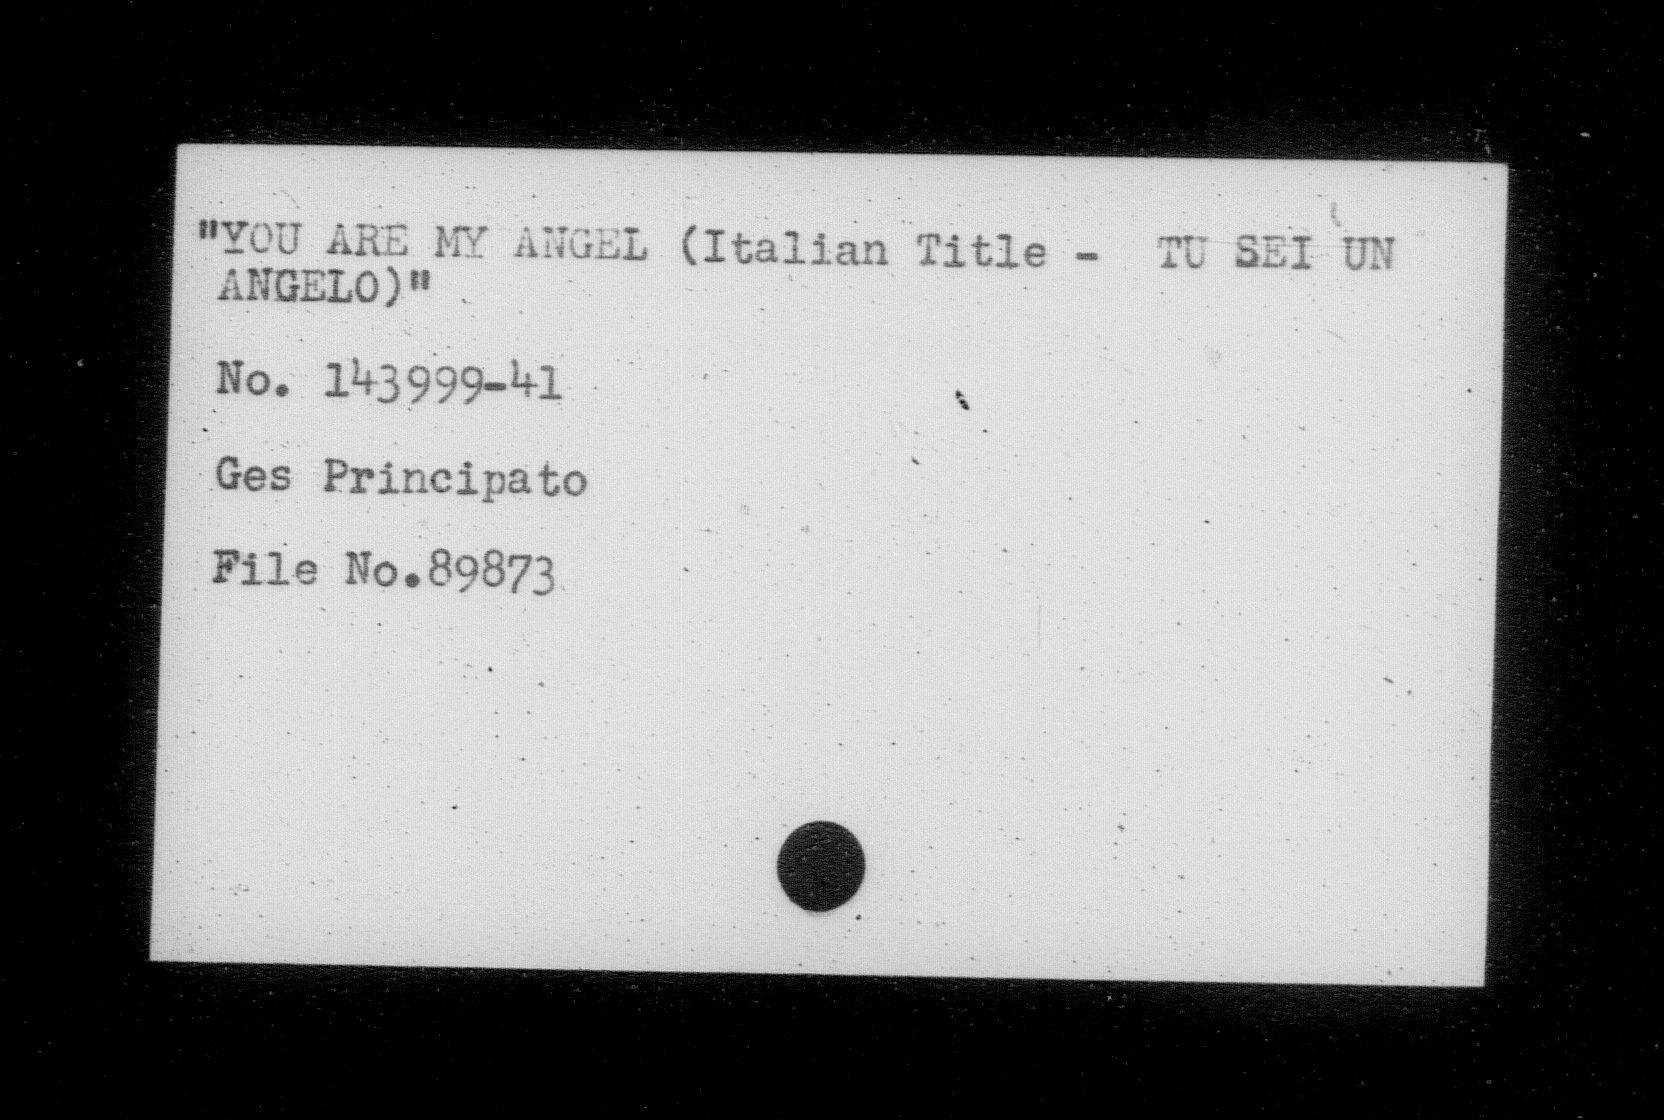 "YOU ARE MY ANGEL (Italian Title - TU SEI UN
ANGELO)"
No. 143999-41
Ges Principato
File No.89873